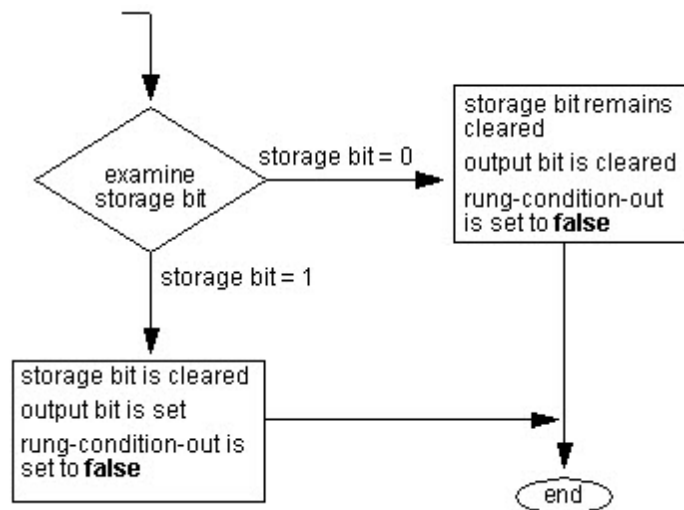 storage bit remains
cleared
output bit is cleared
rung-condition-out
is set to false
storage bit = 0
examine
storage bit
storage bit = 1
storage bit is cleared
output bit is set
rung-condition-out is
set to false
end